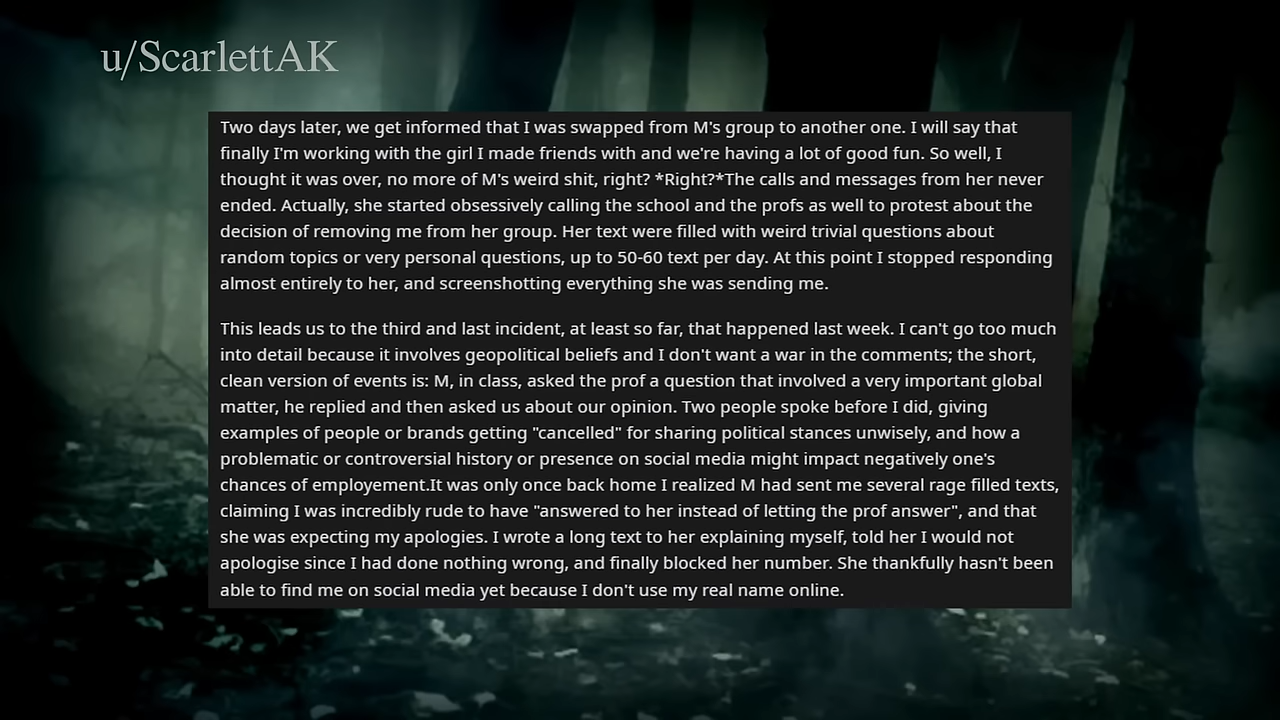 u/ScarlettAK
Two days later, we get informed that I was swapped from M's group to another one. I will say that
finally I'm working with the girl I made friends with and we're having a lot of good fun. So well, I
thought it was over, no more of M's weird shit, right? *Right?*The calls and messages from her never
ended. Actually, she started obsessively calling the school and the profs as well to protest about the
decision of removing me from her group. Her text were filled with weird trivial questions about
random topics or very personal questions, up to 50-60 text per day. At this point I stopped responding
almost entirely to her, and screenshotting everything she was sending me.
This leads us to the third and last incident, at least so far, that happened last week. I can't go too much
into detail because it involves geopolitical beliefs and I don't want a war in the comments; the short,
clean version of events is: M, in class, asked the prof a question that involved a very important global
matter, he replied and then asked us about our opinion. Two people spoke before I did, giving
examples of people or brands getting "cancelled" for sharing political stances unwisely, and how a
problematic or controversial history or presence on social media might impact negatively one's
chances of employement.It was only once back home I realized M had sent me several rage filled texts,
claiming I was incredibly rude to have "answered to her instead of letting the prof answer", and that
she was expecting my apologies. I wrote a long text to her explaining myself, told her I would not
apologise since I had done nothing wrong, and finally blocked her number. She thankfully hasn't been
able to find me on social media yet because I don't use my real name online.